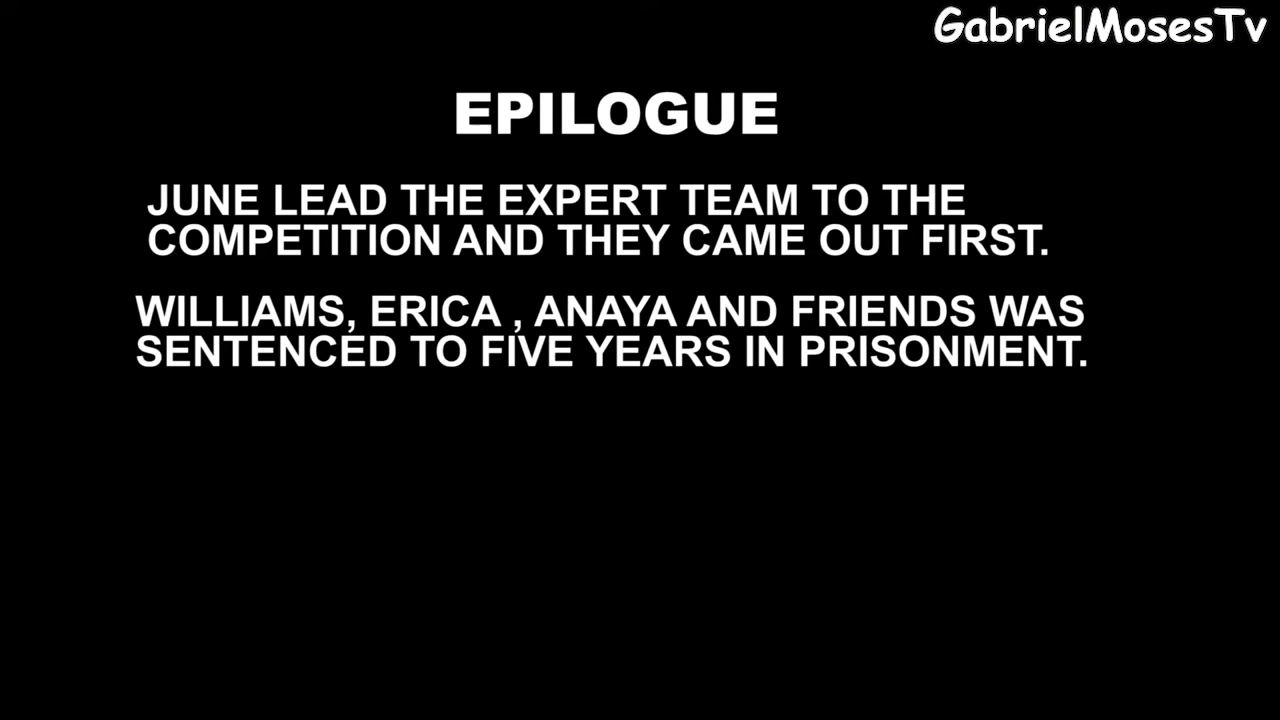 GabrielMosesTv
EPILOGUE
JUNE LEAD THE EXPERT TEAM TO THE
COMPETITION AND THEY CAME OUT FIRST.
WILLIAMS, ERICA , ANAYA AND FRIENDS WAS
SENTENCED TO FIVE YEARS IN PRISONMENT.